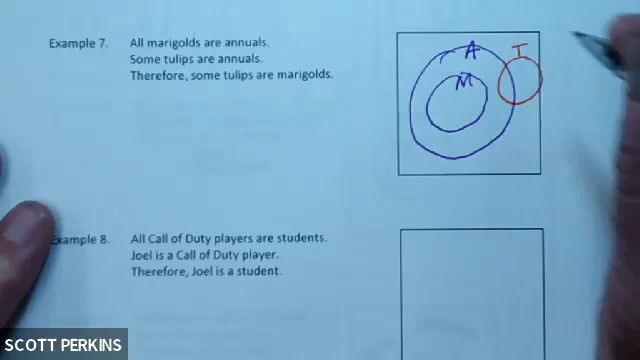 Example 7. All marigolds are annuals.
Some tulips are annuals.
Therefore, some tulips are marigolds.
A
T
M
Example 8. All Call of Duty players are students.
Joel is a Call of Duty player.
Therefore, Joel is a student.
SCOTT PERKINS